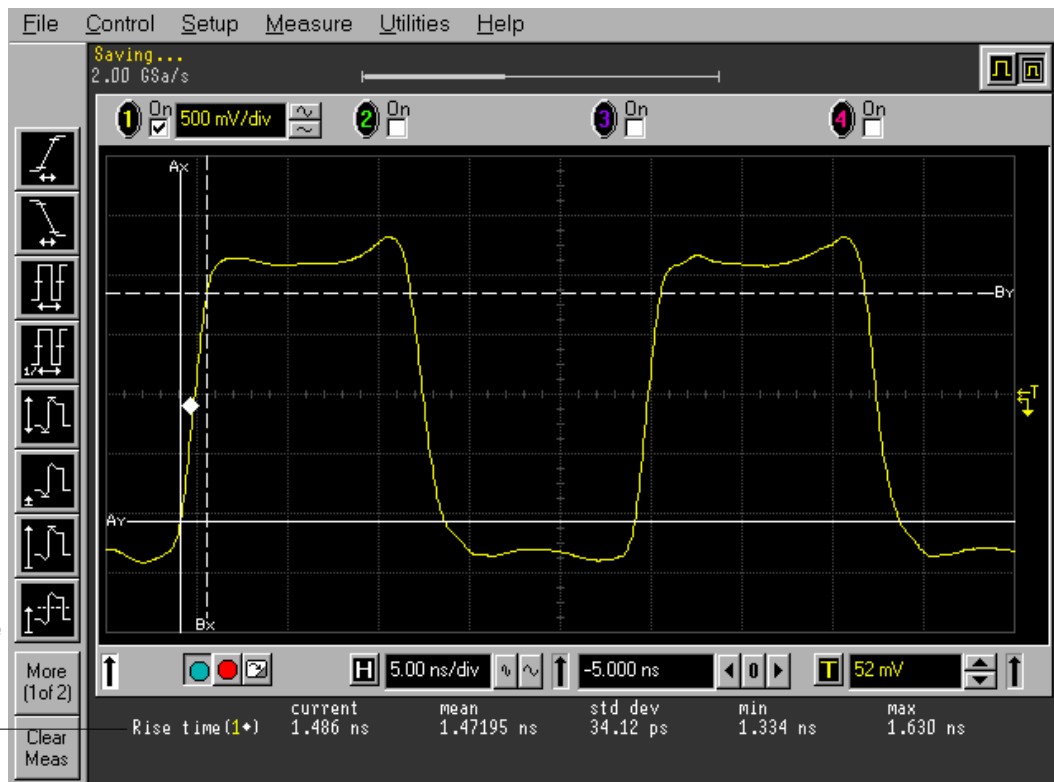 File Control Setup Measure Utilities Help
Saving...
2.00 GSa/s
1 On 500 mV/div 2 On 3 On 4 On
Ax
By
T
Ay
Bx
1/4
More
(1of 2)
H 5.00 ns/div -5.000 ns 0 T 52 mV
current mean std dev min max
Rise time(1◆) 1.486 ns 1.47195 ns 34.12 ps 1.334 ns 1.630 ns
Clear
Meas